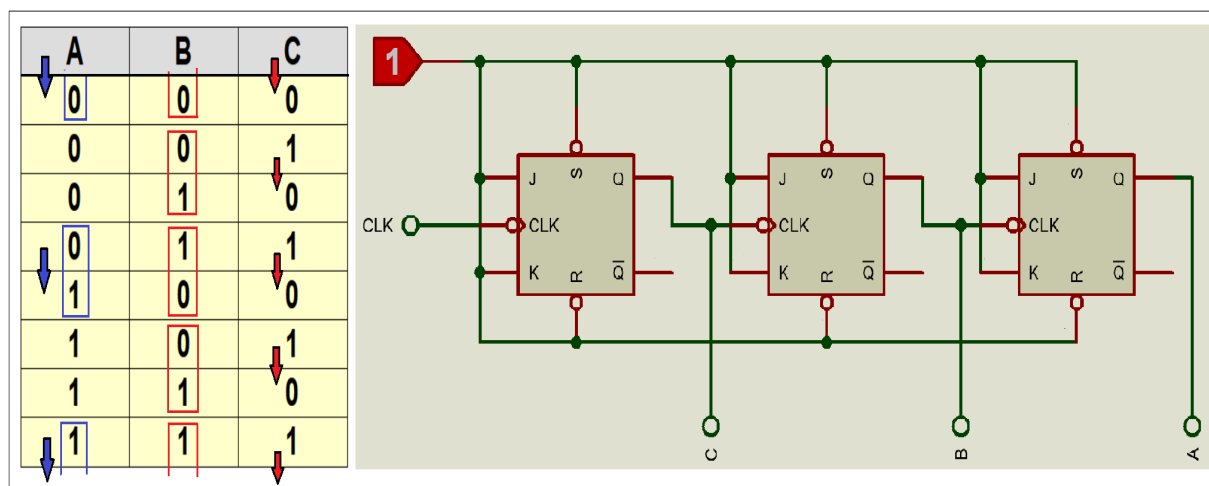 A B C
0 0 0
0 0 1
0 1 0
0 1 1
1 0 0
1 0 1
1 1 0
1 1 1
1
J S Q
CLK
K R Q̅
J S Q
CLK
K R Q̅
J S Q
CLK
K R Q̅
CLK
C B A